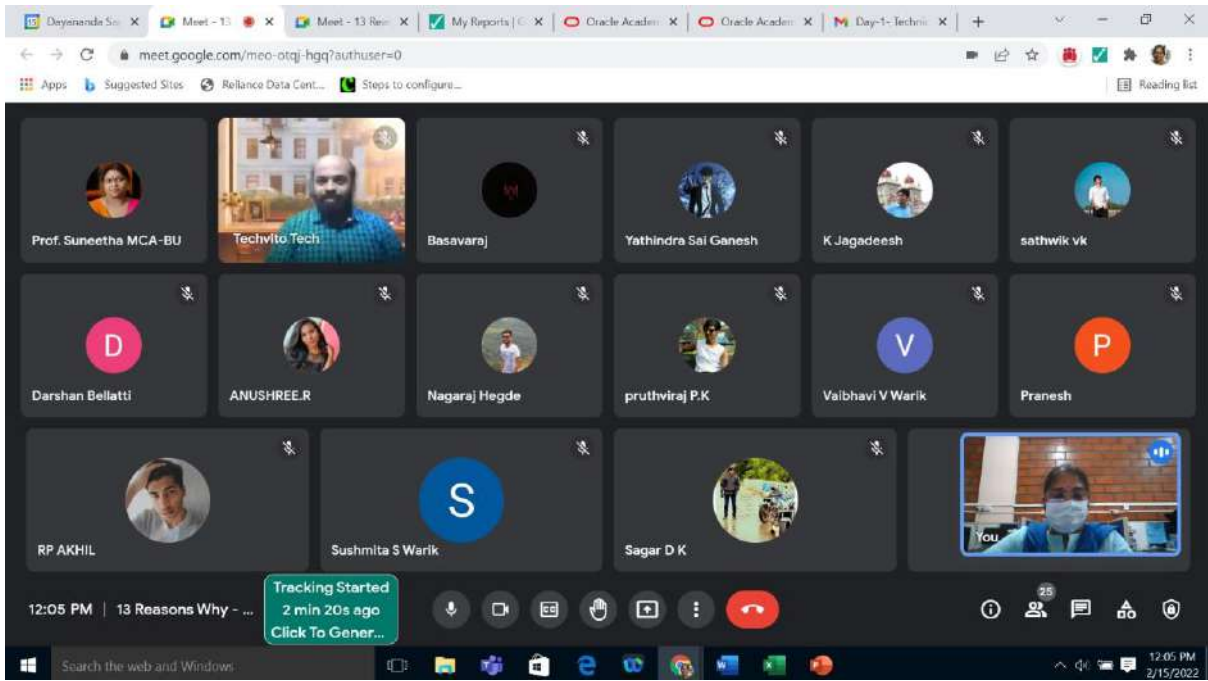 Dayananda Sa
Meet - 13
Meet - 13 Rea
My Reports | G
Oracle Academ
Oracle Academ
Day-1- Technic
meet.google.com/meo-otqj-hgq?authuser=0
Apps
Suggested Sites
Reliance Data Cent...
Steps to configure...
Reading list
Prof. Suneetha MCA-BU
Techvito Tech
Basavaraj
Yathindra Sai Ganesh
K Jagadeesh
sathwik vk
D
V
P
Darshan Bellatti
ANUSHREE.R
Nagaraj Hegde
pruthviraj P.K
Vaibhavi V Warik
Pranesh
S
RP AKHIL
Sushmita S Warik
Sagar D K
You
12:05 PM | 13 Reasons Why - ...
Tracking Started
2 min 20s ago
Click To Gener...
25
Search the web and Windows
12:05 PM
2/15/2022